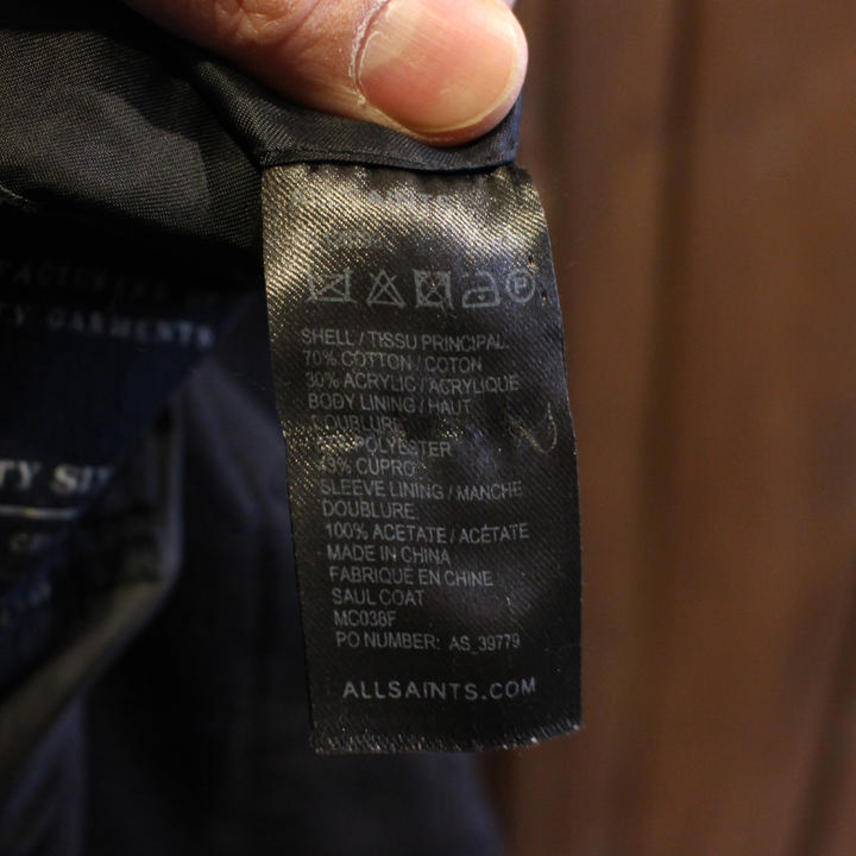 GARMENTS
P
SHELL / TISSU PRINCIPAL
70% COTTON / COTON
30% ACRYLIC / ACRYLIQUE
BODY LINING / HAUT
DOUBLURE
POLYESTER
43% CUPRO
SLEEVE LINING / MANCHE
DOUBLURE
100% ACETATE / ACÉTATE
MADE IN CHINA
FABRIQUÉ EN CHINE
SAUL COAT
MC038F
PO NUMBER: AS_39779
ALLSAINTS.COM